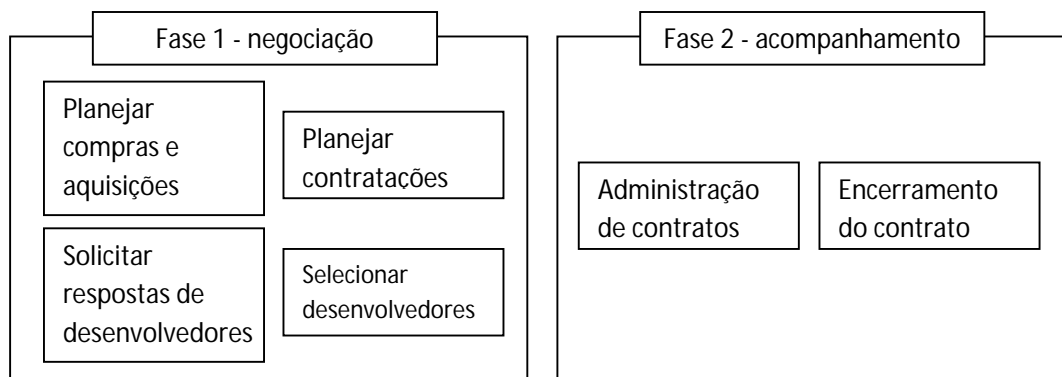 Fase 1 - negociação
Planejar
compras e
aquisições
Planejar
contratações
Solicitar
respostas de
desenvolvedores
Selecionar
desenvolvedores
Fase 2 - acompanhamento
Administração
de contratos
Encerramento
do contrato